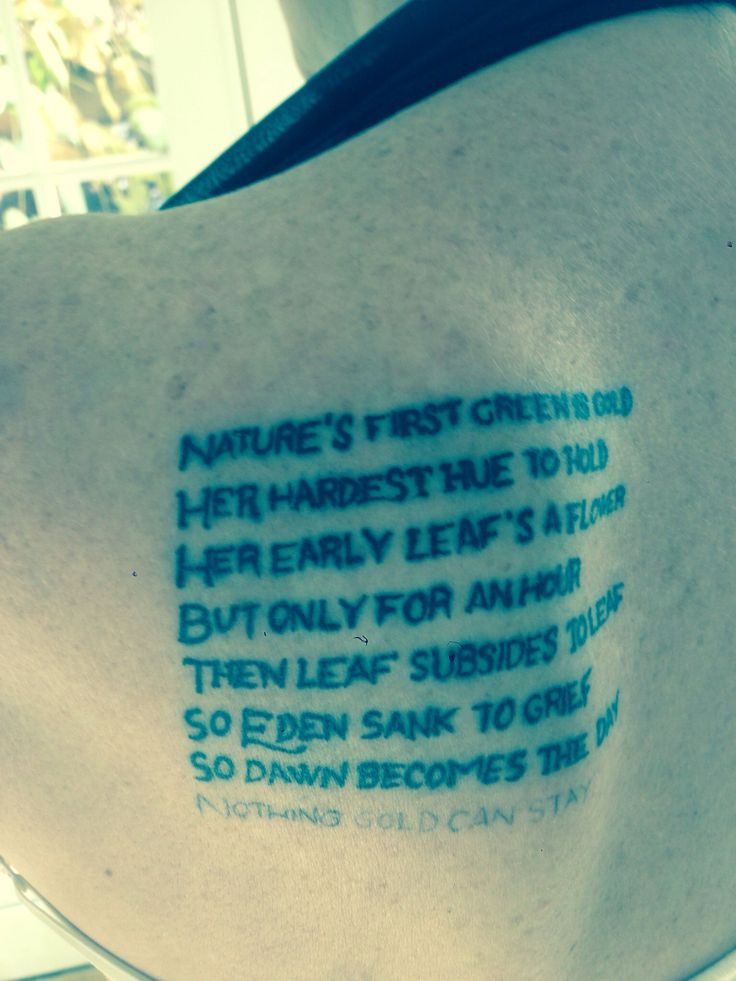 NATURE'S FIRST GREEN IS GOLD
HER HARDEST HUE TO HOLD
HER EARLY LEAF'S A FLOWER
BUT ONLY FOR AN HOUR
THEN LEAF SUBSIDES TO LEAF
SO EDEN SANK TO GRIEF
SO DAWN BECOMES THE DAY
NOTHING GOLD CAN STAY